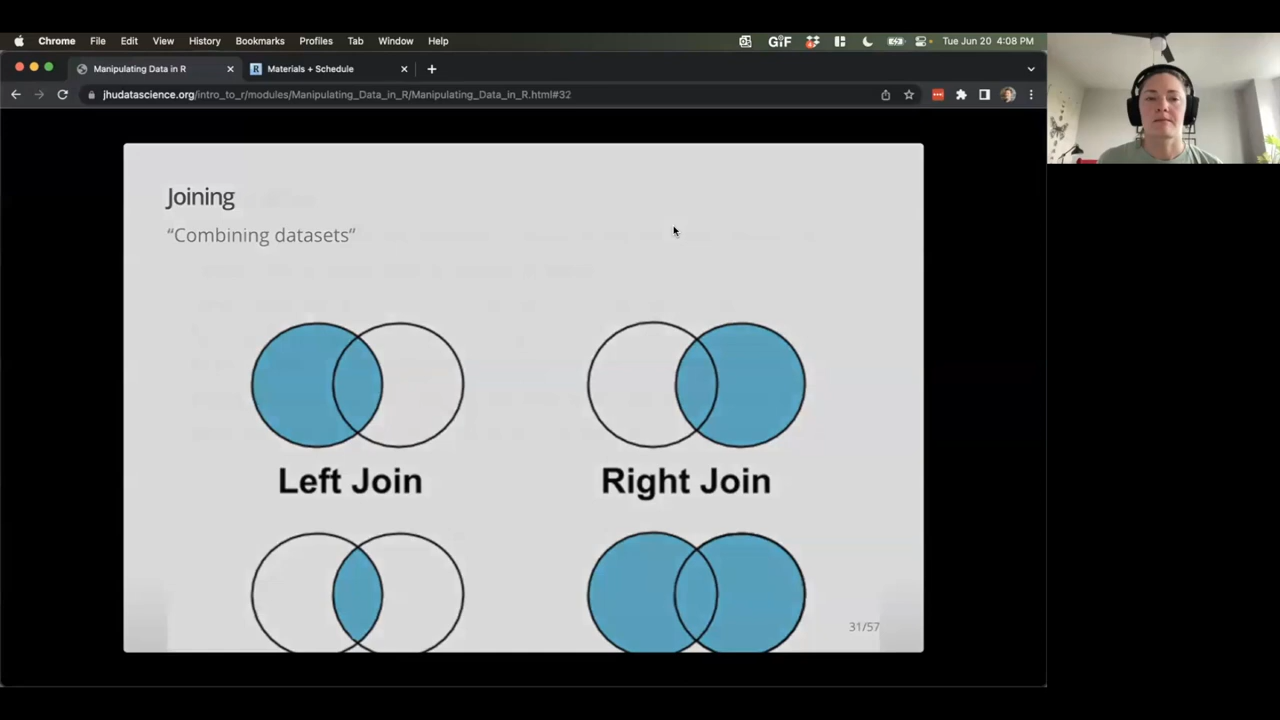 Chrome File Edit View History Bookmarks Profiles Tab Window Help GIF Tue Jun 20 4:08 PM
Manipulating Data in R R Materials + Schedule
jhudatascience.org/intro_to_r/modules/Manipulating_Data_in_R/Manipulating_Data_in_R.html#32
Joining
“Combining datasets”
Left Join Right Join
31/57